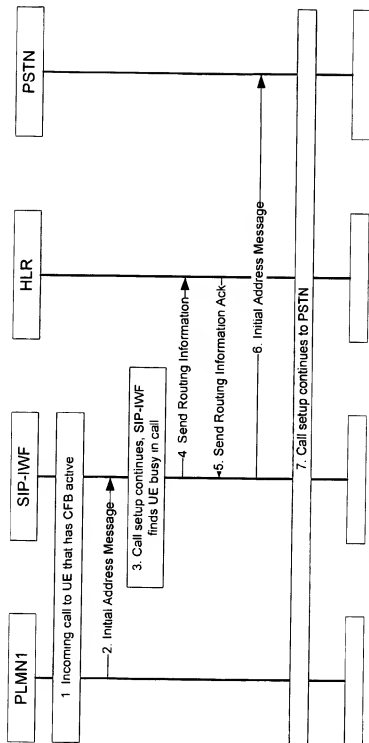 PLMN1
SIP-IWF
HLR
PSTN
1 Incoming call to UE that has CFB active
2. Initial Address Message
3. Call setup continues, SIP-IWF
finds UE busy in call
4 Send Routing Information
5. Send Routing Information Ack
6. Initial Address Message
7. Call setup continues to PSTN